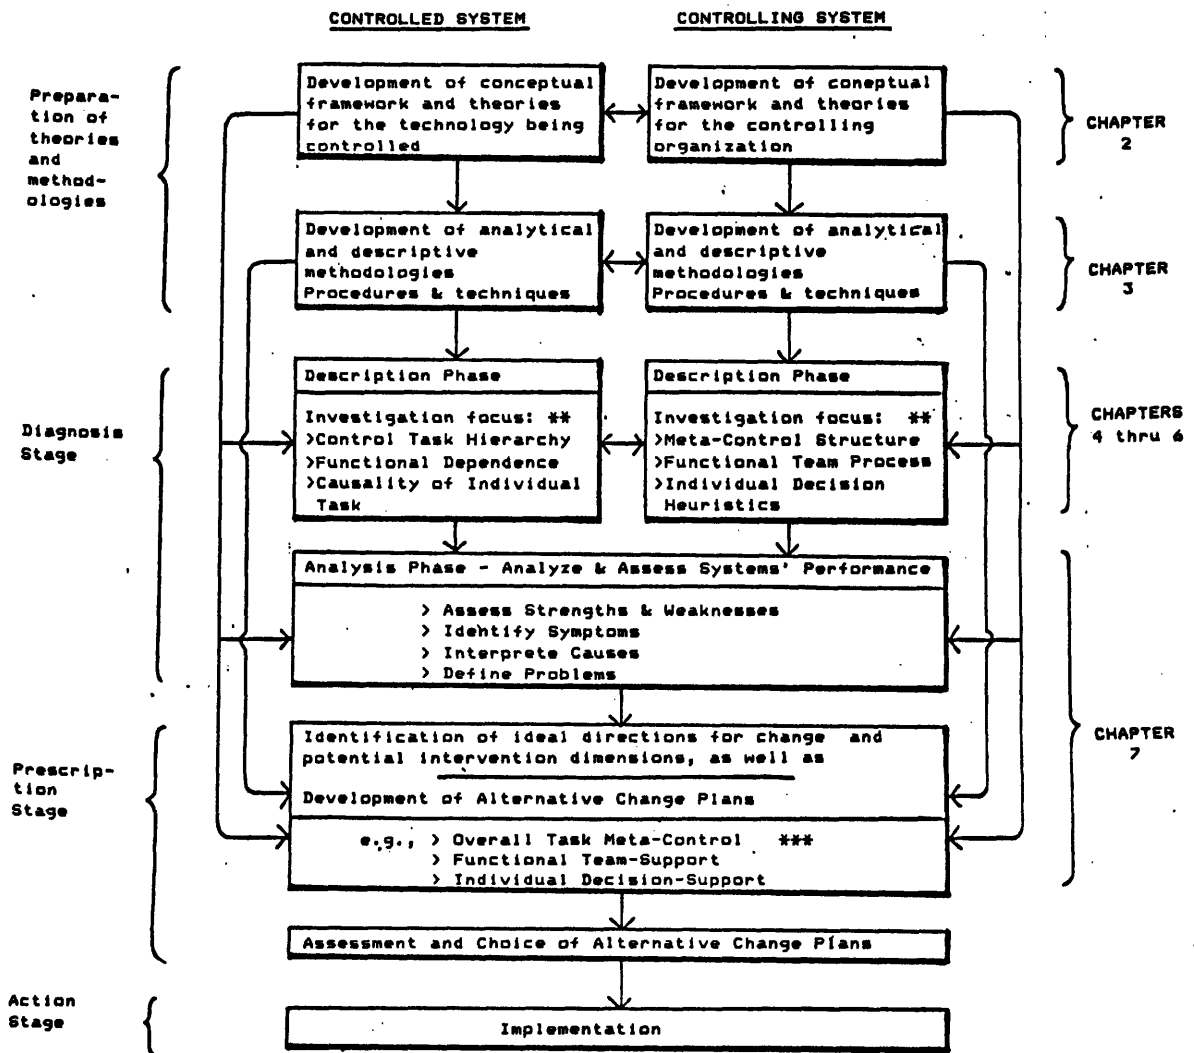 CONTROLLED SYSTEM
CONTROLLING SYSTEM
Prepara-
tion of
theories
and
method-
ologies
Development of conceptual
framework and theories
for the technology being
controlled
Development of coneptual
framework and theories
for the controlling
organization
CHAPTER
2
Development of analytical
and descriptive
methodologies
Procedures & techniques
Development of analytical
and descriptive
methodologies
Procedures & techniques
CHAPTER
3
Diagnosis
Stage
Description Phase
Investigation focus: **
>Control Task Hierarchy
>Functional Dependence
>Causality of Individual
Task
Description Phase
Investigation focus: **
>Meta-Control Structure
>Functional Team Process
>Individual Decision
Heuristics
CHAPTERS
4 thru 6
Analysis Phase - Analyze & Assess Systems' Performance
> Assess Strengths & Weaknesses
> Identify Symptoms
> Interprete Causes
> Define Problems
Prescrip-
tion
Stage
Identification of ideal directions for change and
potential intervention dimensions, as well as
Development of Alternative Change Plans
e.g., > Overall Task Meta-Control ***
> Functional Team-Support
> Individual Decision-Support
CHAPTER
7
Assessment and Choice of Alternative Change Plans
Action
Stage
Implementation